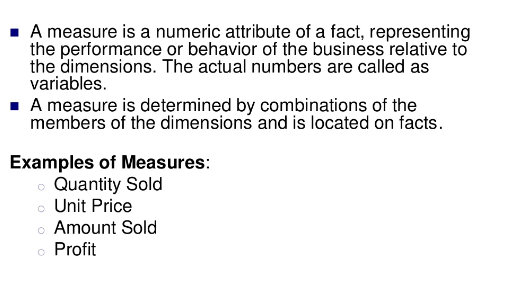 A measure is a numeric attribute of a fact, representing
the performance or behavior of the business relative to
the dimensions. The actual numbers are called as
variables.
A measure is determined by combinations of the
members of the dimensions and is located on facts.
Examples of Measures:
Quantity Sold
Unit Price
Amount Sold
Profit